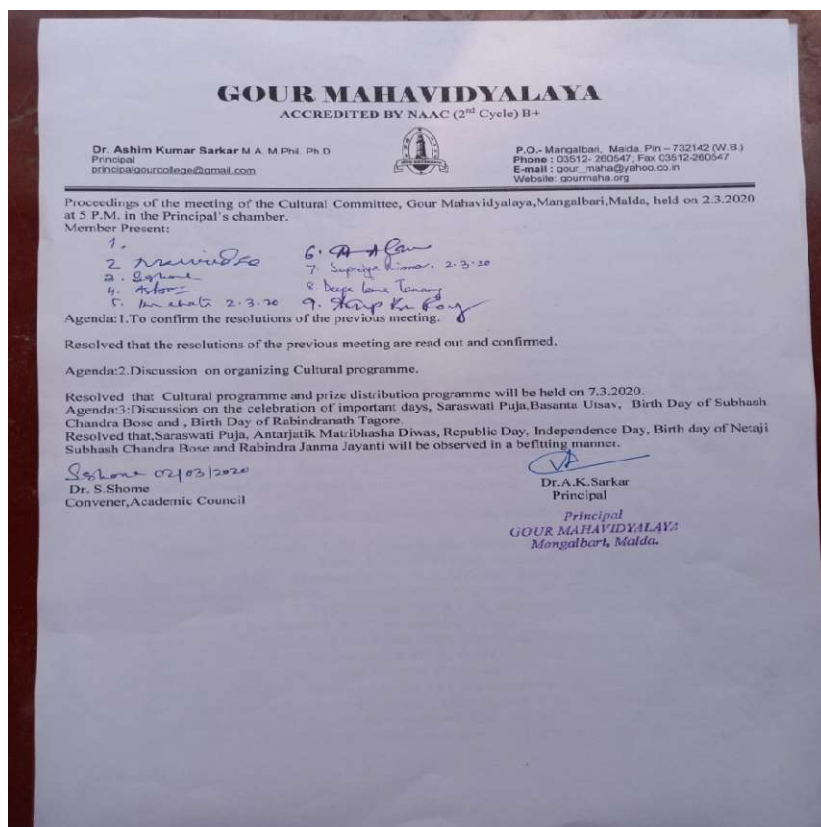 GOUR MAHAVIDYALAYA
ACCREDITED BY NAAC (2nd Cycle) B+
Dr. Ashim Kumar Sarkar M.A. M.Phil. Ph D
Principal
principalgourcollege@gmail.com
P.O.- Mangalbari, Malda. Pin – 732142 (W.B.)
Phone : 03512- 260547; Fax 03512-260547
E-mail : gour_maha@yahoo.co.in
Website: gourmaha.org
Proceedings of the meeting of the Cultural Committee, Gour Mahavidyalaya,Mangalbari,Malda, held on 2.3.2020
at 5 P.M. in the Principal's chamber.
Member Present:
1.
2
3. SShome
4.
5. 2.3.20
6. Alam
7. Supriya 2.3.20
8.
9. Ku Roy
Agenda:1.To confirm the resolutions of the previous meeting.
Resolved that the resolutions of the previous meeting are read out and confirmed.
Agenda:2.Discussion on organizing Cultural programme.
Resolved that Cultural programme and prize distribution programme will be held on 7.3.2020.
Agenda:3:Discussion on the celebration of important days, Saraswati Puja,Basanta Utsav, Birth Day of Subhash
Chandra Bose and , Birth Day of Rabindranath Tagore.
Resolved that,Saraswati Puja, Antarjatik Matribhasha Diwas, Republic Day, Independence Day, Birth day of Netaji
Subhash Chandra Bose and Rabindra Janma Jayanti will be observed in a befitting manner.
SShome 02/03/2020
Dr. S.Shome
Convener,Academic Council
Dr.A.K.Sarkar
Principal
Principal
GOUR MAHAVIDYALAYA
Mangalbari, Malda.